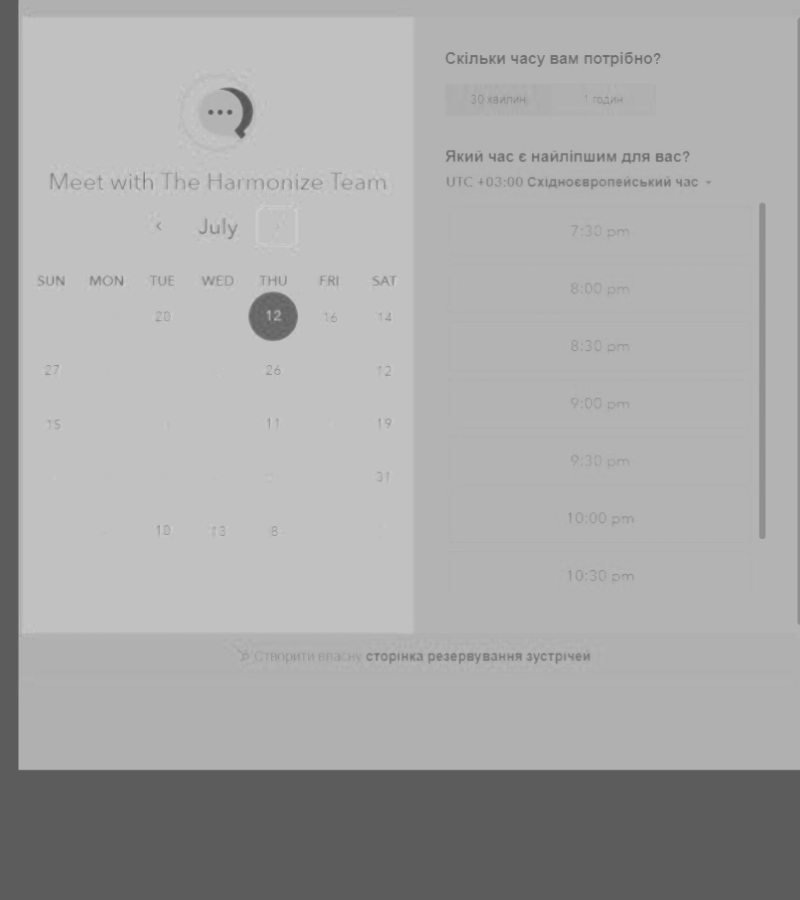 Meet with The Harmonize Team
July
SUN MON TUE WED THU FRI SAT
20 12 16 14
27 26 12
15 11 19
31
10 13 8
Скільки часу вам потрібно?
30 хвилин 1 годин
Який час є найліпшим для вас?
UTC +03:00 Східноєвропейський час
7:30 pm
8:00 pm
8:30 pm
9:00 pm
9:30 pm
10:00 pm
10:30 pm
Створити власну сторінка резервування зустрічей